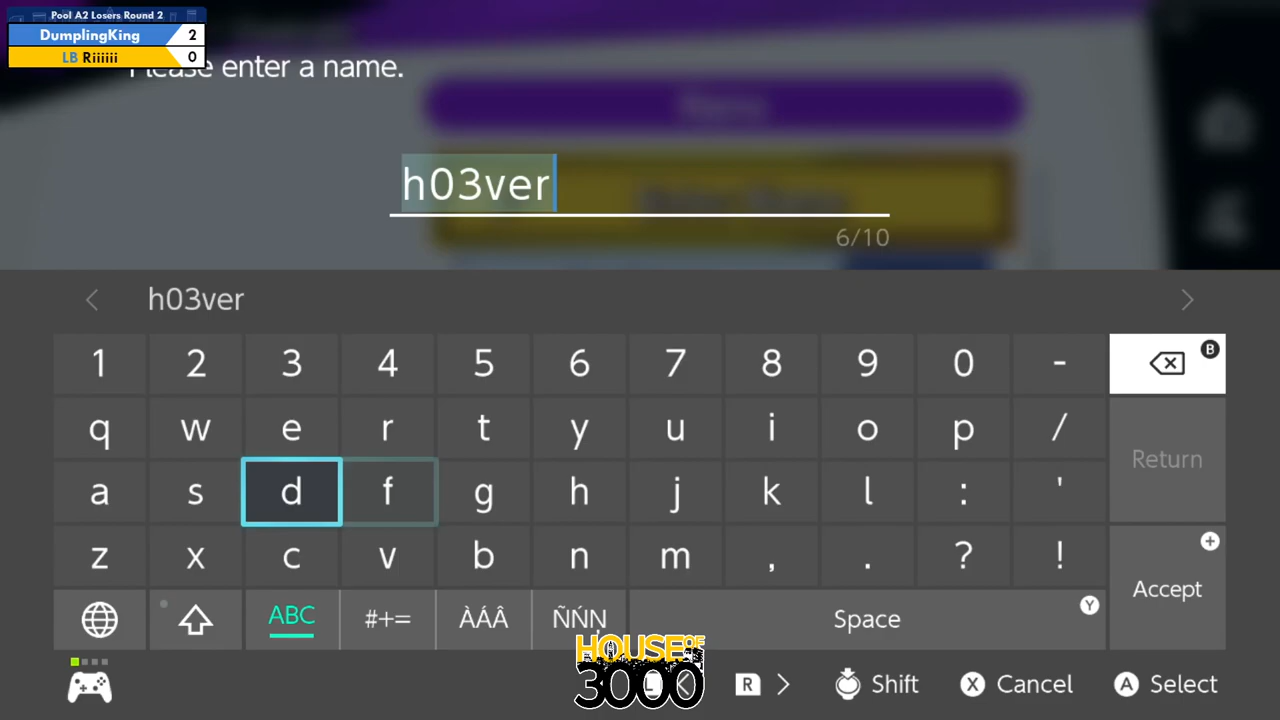 Pool A2 Losers Round 2
DumplingKing 2
LB Riiiiii 0
Please enter a name.
h03ver
6/10
h03ver
1 2 3 4 5 6 7 8 9 0 - B
q w e r t y u i o p / Return
a s d f g h j k l : '
z x c v b n m , . ? ! + Accept
ABC #+= ÀÁÂ ÑŃŅ Space Y
HOUSE OF
3000
L R Shift X Cancel A Select